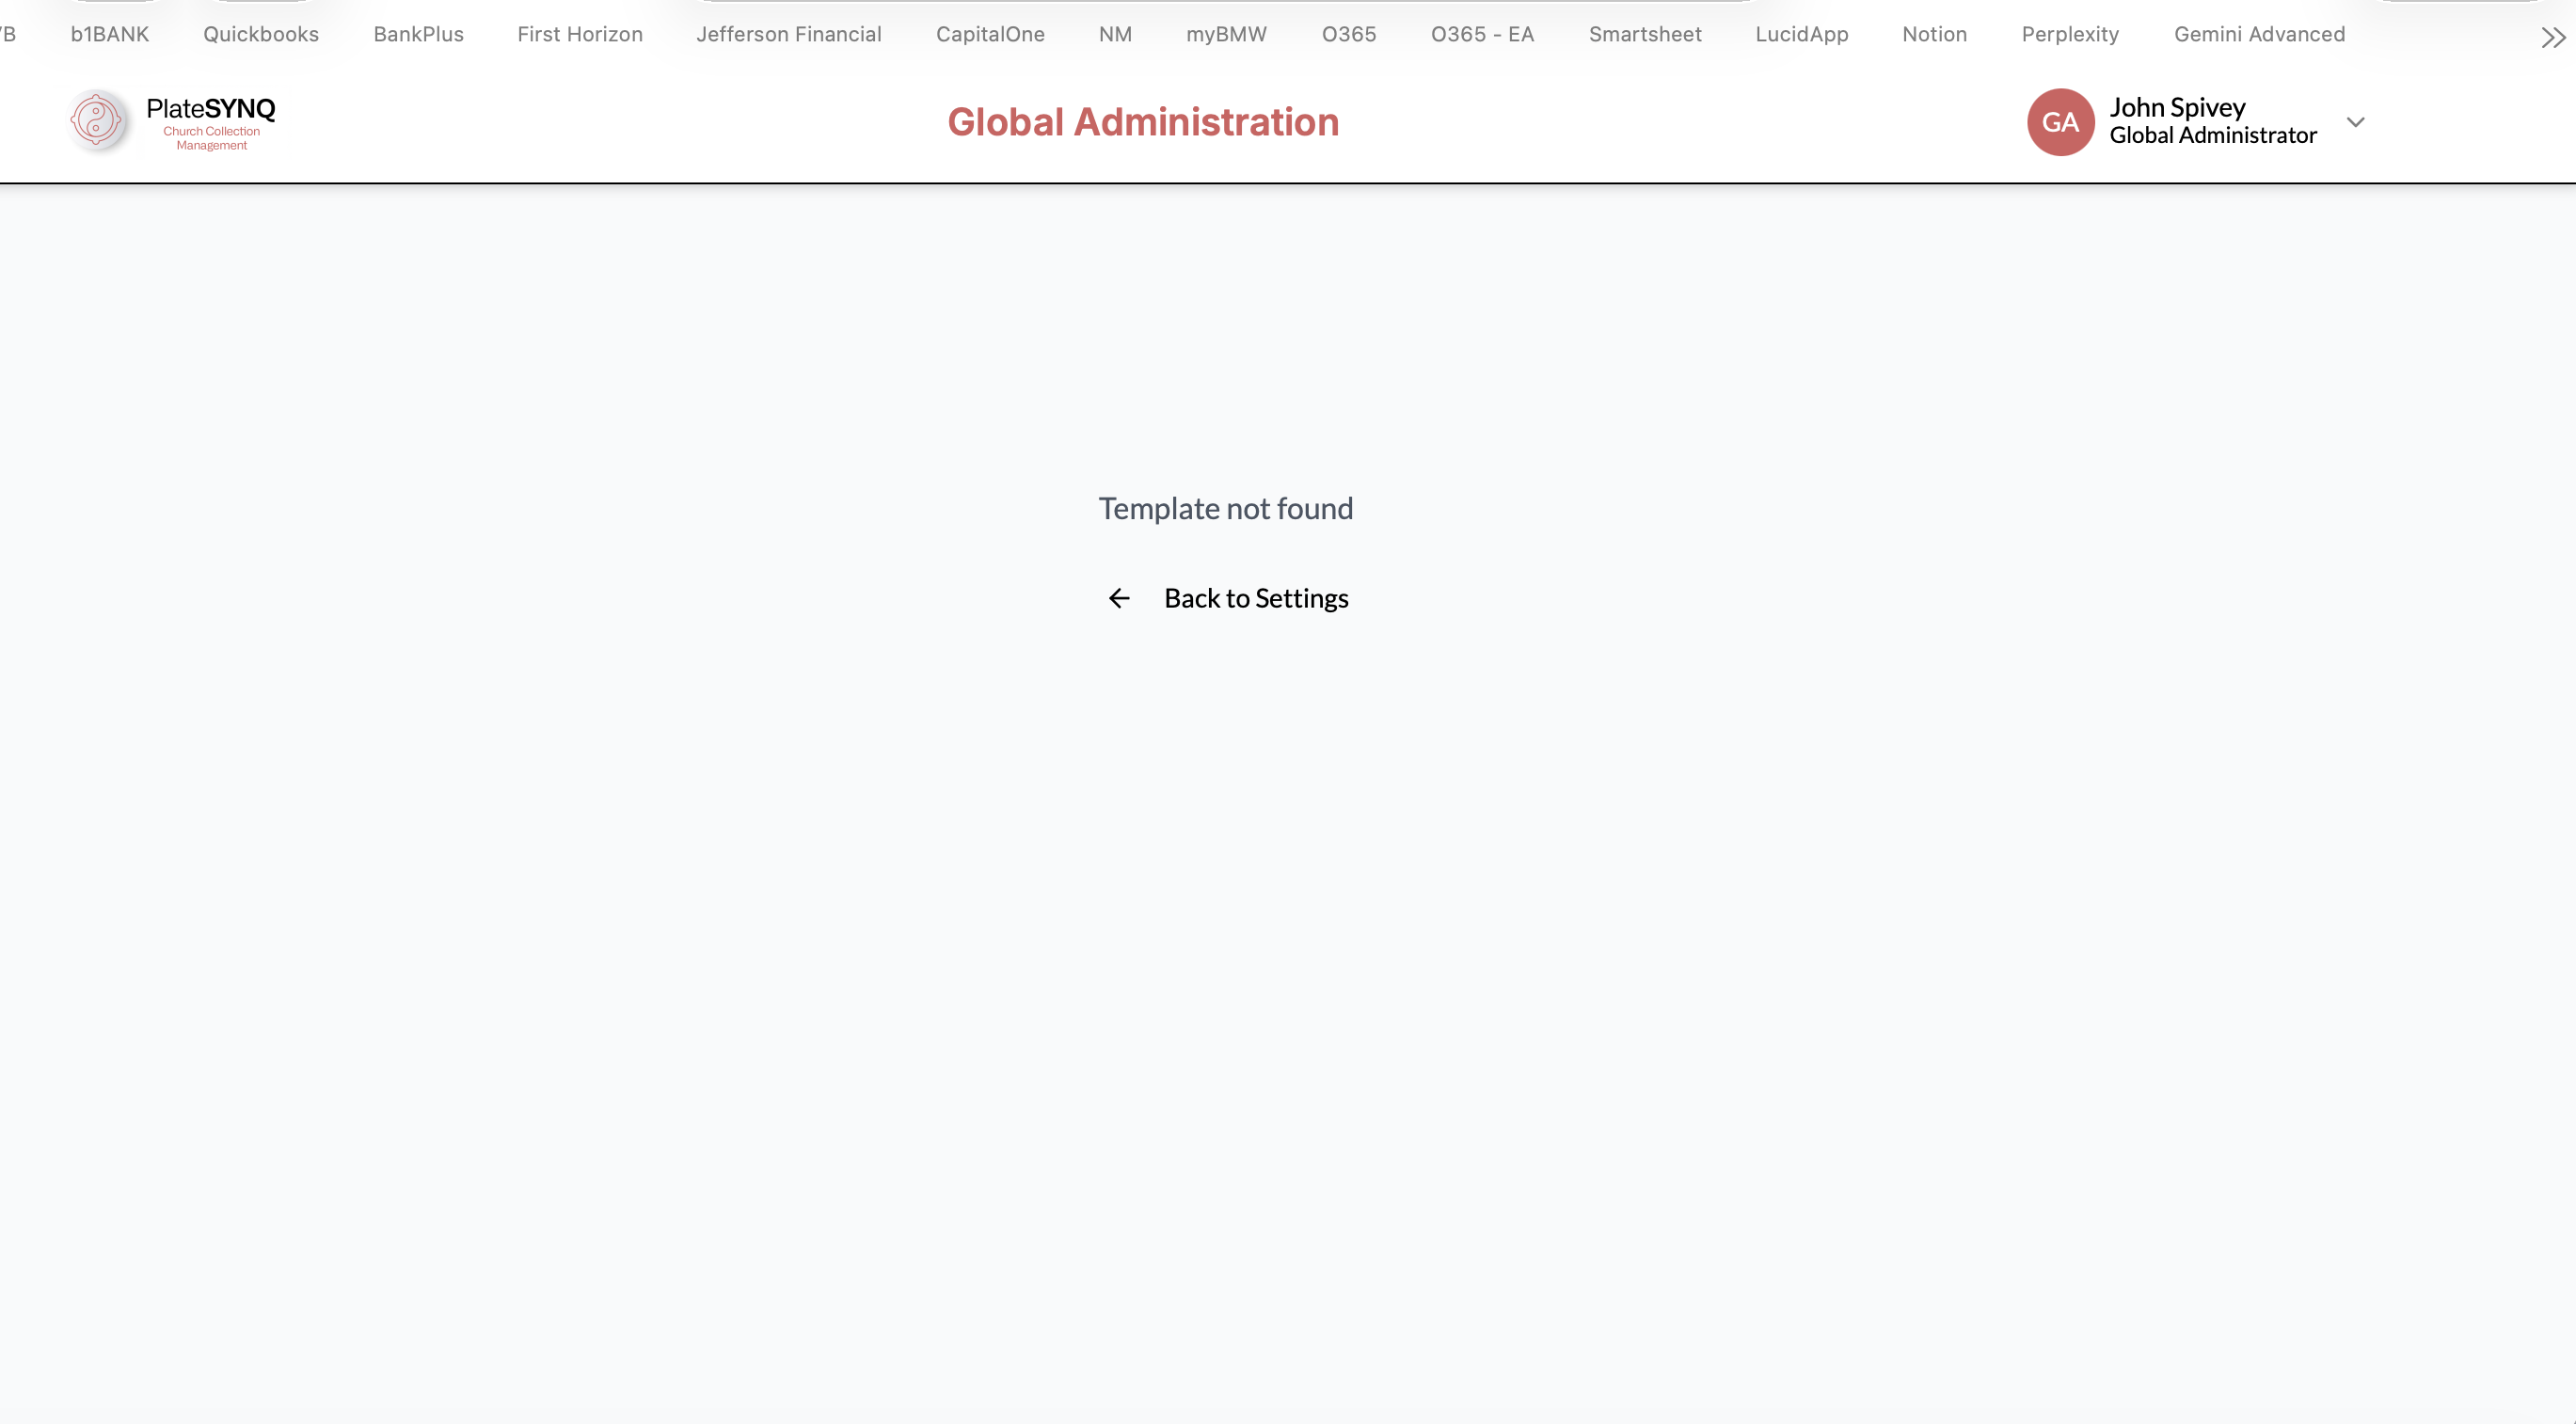 b1BANK Quickbooks BankPlus First Horizon Jefferson Financial CapitalOne NM myBMW O365 O365 - EA Smartsheet LucidApp Notion Perplexity Gemini Advanced
PlateSYNQ
Church Collection
Management
Global Administration
GA
John Spivey
Global Administrator
Template not found
Back to Settings